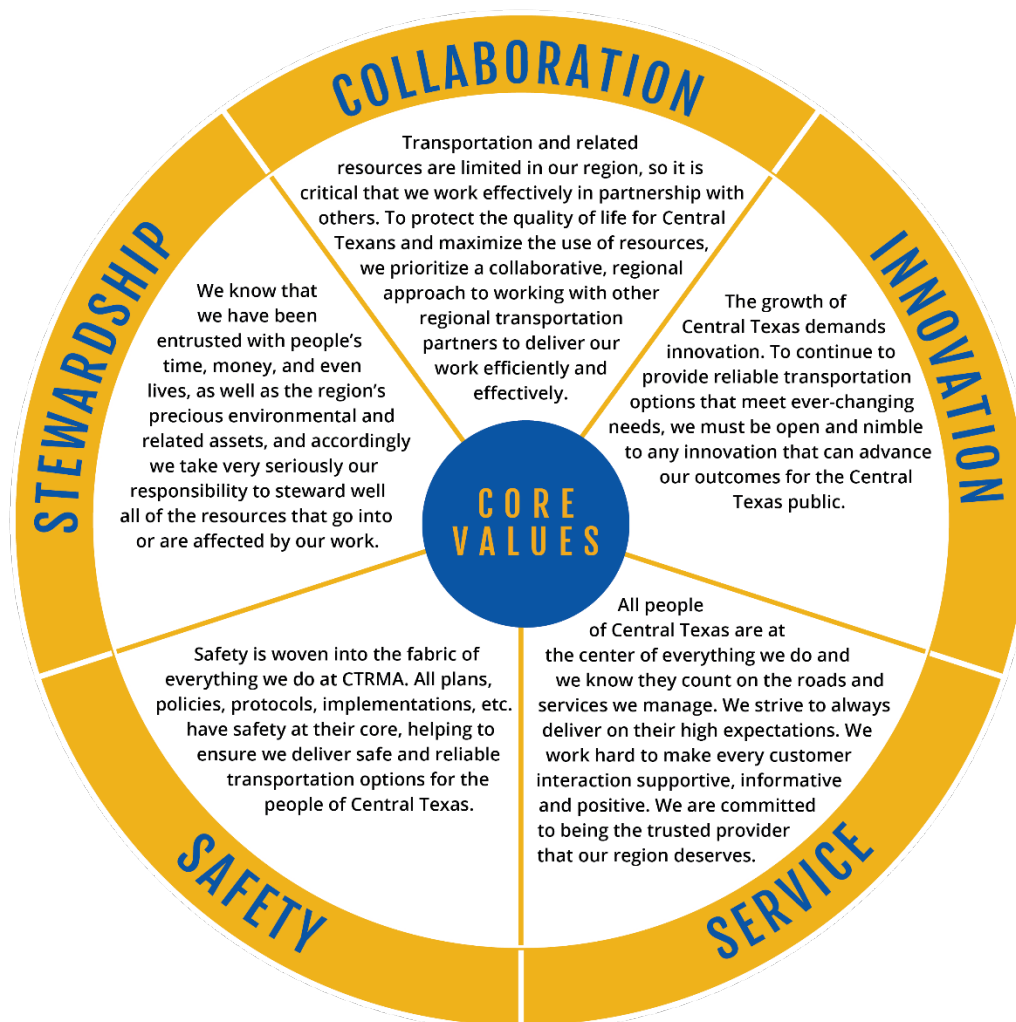 COLLABORATION
Transportation and related
resources are limited in our region, so it is
critical that we work effectively in partnership with
others. To protect the quality of life for Central
Texans and maximize the use of resources,
we prioritize a collaborative, regional
approach to working with other
regional transportation
partners to deliver our
work efficiently and
effectively.
INNOVATION
The growth of
Central Texas demands
innovation. To continue to
provide reliable transportation
options that meet ever-changing
needs, we must be open and nimble
to any innovation that can advance
our outcomes for the Central
Texas public.
SERVICE
All people
of Central Texas are at
the center of everything we do and
we know they count on the roads and
services we manage. We strive to always
deliver on their high expectations. We
work hard to make every customer
interaction supportive, informative
and positive. We are committed
to being the trusted provider
that our region deserves.
SAFETY
Safety is woven into the fabric of
everything we do at CTRMA. All plans,
policies, protocols, implementations, etc.
have safety at their core, helping to
ensure we deliver safe and reliable
transportation options for the
people of Central Texas.
STEWARDSHIP
We know that
we have been
entrusted with people's
time, money, and even
lives, as well as the region's
precious environmental and
related assets, and accordingly
we take very seriously our
responsibility to steward well
all of the resources that go into
or are affected by our work.
CORE
VALUES